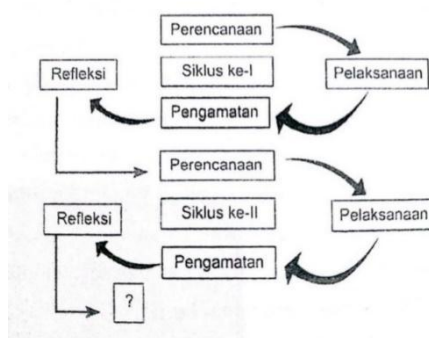 Perencanaan
Refleksi
Siklus ke-I
Pelaksanaan
Pengamatan
Perencanaan
Refleksi
Siklus ke-II
Pelaksanaan
Pengamatan
?